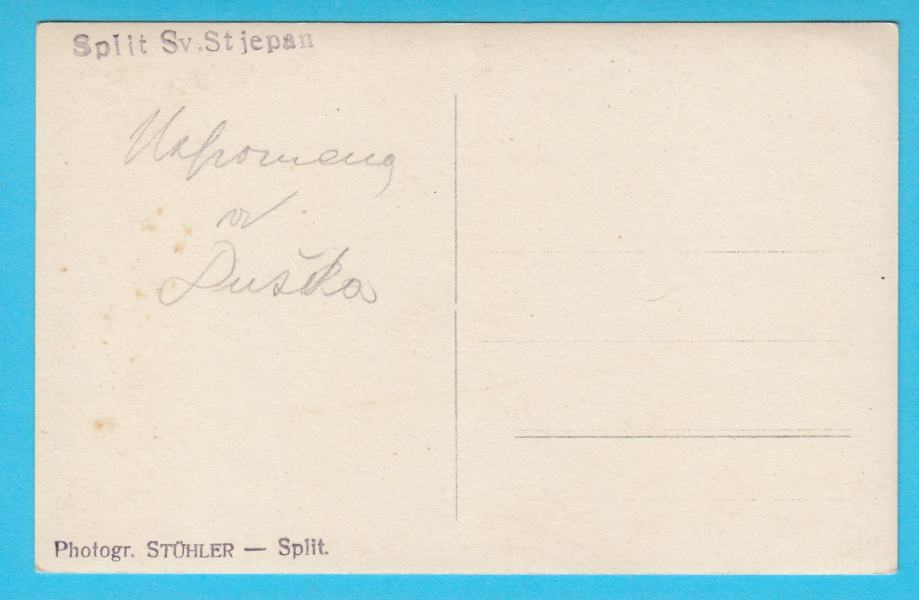 Split Sv.Stjepan
Uspomena
od
Duška
Photogr. STÜHLER — Split.